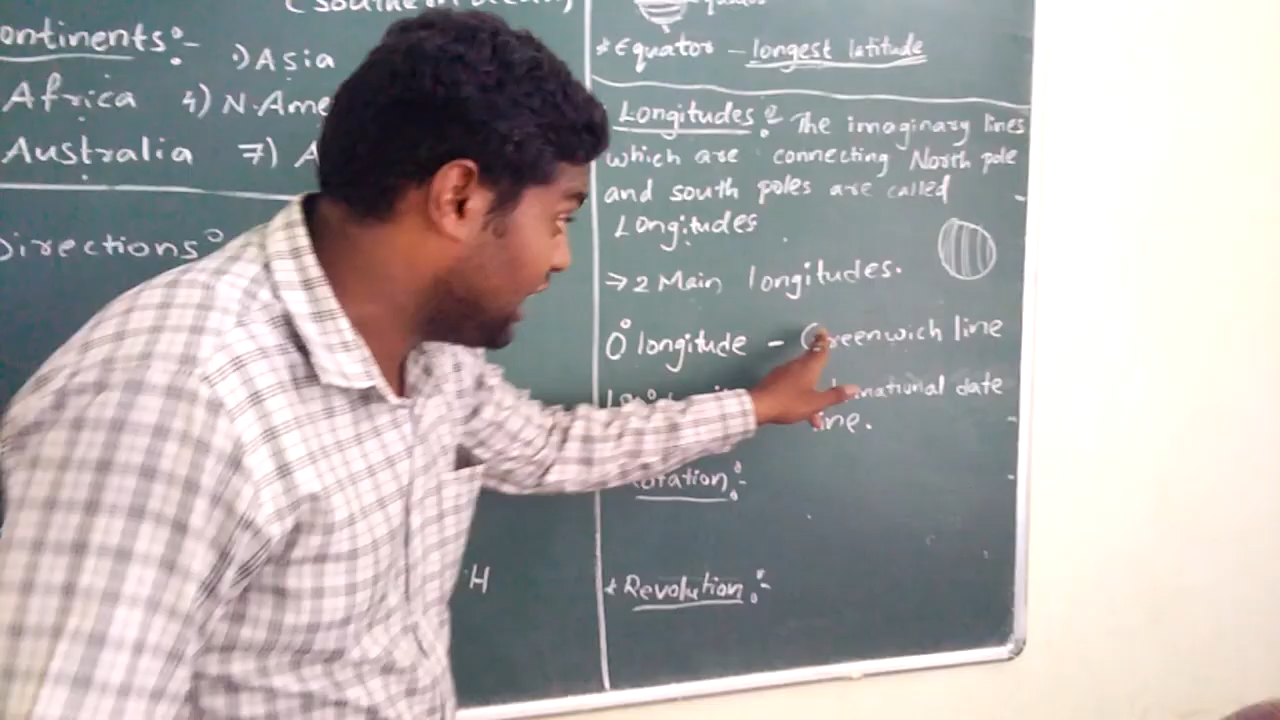 ontinents:-
1) Asia
Africa 4) N.Ame
Australia 7) A
Directions:
H
* Equator - longest latitude
Longitudes: The imaginary lines
which are connecting North pole
and south poles are called
Longitudes
→ 2 Main longitudes.
0° longitude - Greenwich line
national date
ine.
otation:-
* Revolution:-